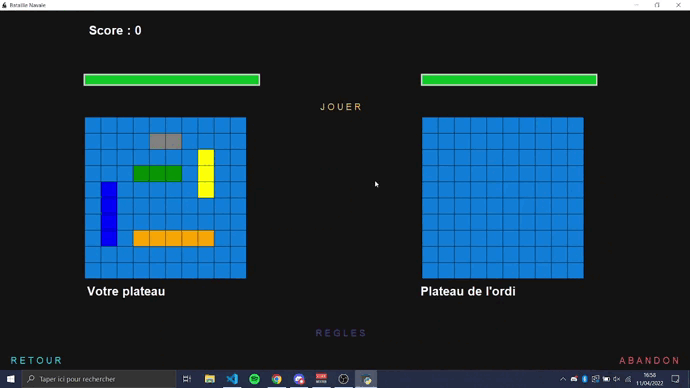 Bataille Navale
Score : 0
JOUER
Votre plateau
Plateau de l'ordi
REGLES
RETOUR
ABANDON
Taper ici pour rechercher
16:58
11/04/2022